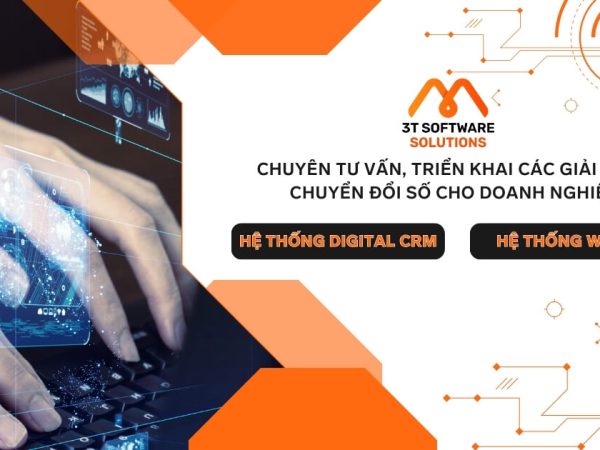 3T SOFTWARE
SOLUTIONS
CHUYÊN TƯ VẤN, TRIỂN KHAI CÁC GIẢI
CHUYỂN ĐỔI SỐ CHO DOANH NGHIỆ
HỆ THỐNG DIGITAL CRM
HỆ THỐNG W